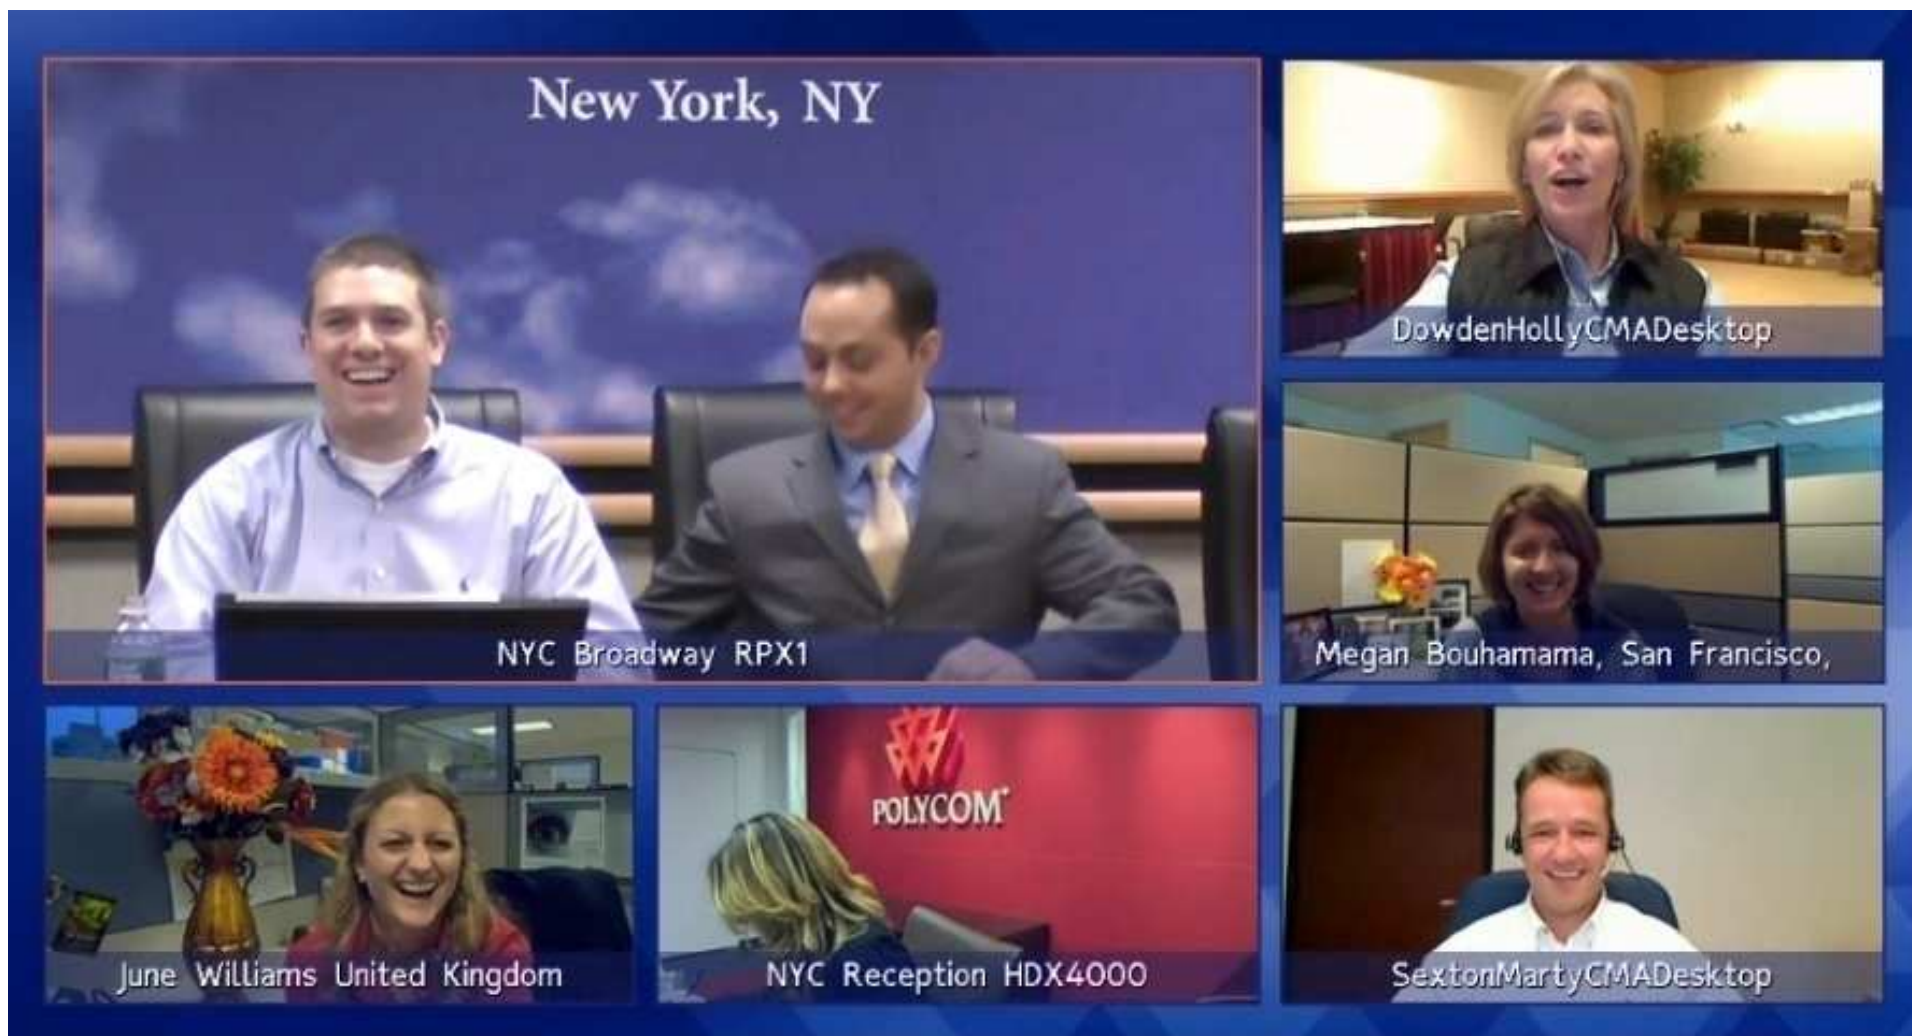 New York, NY
NYC Broadway RPX1
DowdenHollyCMADesktop
Megan Bouhamama, San Francisco,
June Williams United Kingdom
POLYCOM
NYC Reception HDX4000
SextonMartyCMADesktop